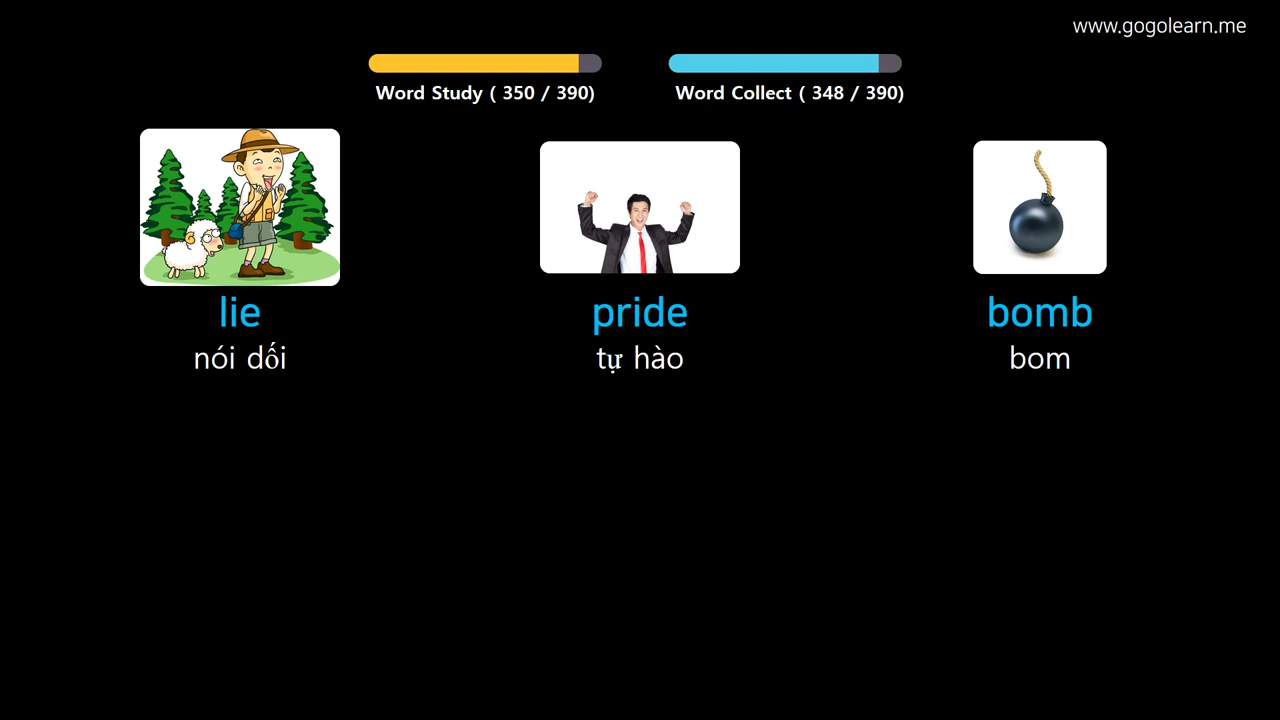 www.gogolearn.me
Word Study ( 350 / 390)
Word Collect ( 348 / 390)
lie
nói dối
pride
tự hào
bomb
bom